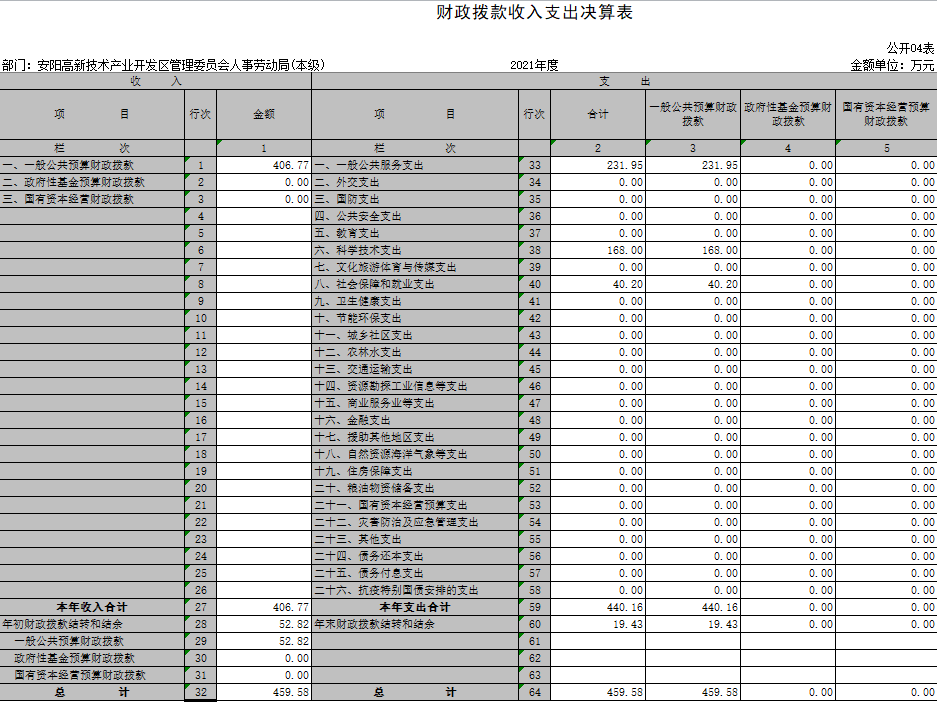 财政拨款收入支出决算表
公开04表
部门：安阳高新技术产业开发区管理委员会人事劳动局(本级) 2021年度 金额单位：万元
收 入 支 出
项 目 行次 金额 项 目 行次 合计 一般公共预算财政拨款 政府性基金预算财政拨款 国有资本经营预算财政拨款
栏 次 1 栏 次 2 3 4 5
一、一般公共预算财政拨款 1 406.77 一、一般公共服务支出 33 231.95 231.95 0.00 0.00
二、政府性基金预算财政拨款 2 0.00 二、外交支出 34 0.00 0.00 0.00 0.00
三、国有资本经营财政拨款 3 0.00 三、国防支出 35 0.00 0.00 0.00 0.00
4 四、公共安全支出 36 0.00 0.00 0.00 0.00
5 五、教育支出 37 0.00 0.00 0.00 0.00
6 六、科学技术支出 38 168.00 168.00 0.00 0.00
7 七、文化旅游体育与传媒支出 39 0.00 0.00 0.00 0.00
8 八、社会保障和就业支出 40 40.20 40.20 0.00 0.00
9 九、卫生健康支出 41 0.00 0.00 0.00 0.00
10 十、节能环保支出 42 0.00 0.00 0.00 0.00
11 十一、城乡社区支出 43 0.00 0.00 0.00 0.00
12 十二、农林水支出 44 0.00 0.00 0.00 0.00
13 十三、交通运输支出 45 0.00 0.00 0.00 0.00
14 十四、资源勘探工业信息等支出 46 0.00 0.00 0.00 0.00
15 十五、商业服务业等支出 47 0.00 0.00 0.00 0.00
16 十六、金融支出 48 0.00 0.00 0.00 0.00
17 十七、援助其他地区支出 49 0.00 0.00 0.00 0.00
18 十八、自然资源海洋气象等支出 50 0.00 0.00 0.00 0.00
19 十九、住房保障支出 51 0.00 0.00 0.00 0.00
20 二十、粮油物资储备支出 52 0.00 0.00 0.00 0.00
21 二十一、国有资本经营预算支出 53 0.00 0.00 0.00 0.00
22 二十二、灾害防治及应急管理支出 54 0.00 0.00 0.00 0.00
23 二十三、其他支出 55 0.00 0.00 0.00 0.00
24 二十四、债务还本支出 56 0.00 0.00 0.00 0.00
25 二十五、债务付息支出 57 0.00 0.00 0.00 0.00
26 二十六、抗疫特别国债安排的支出 58 0.00 0.00 0.00 0.00
本年收入合计 27 406.77 本年支出合计 59 440.16 440.16 0.00 0.00
年初财政拨款结转和结余 28 52.82 年末财政拨款结转和结余 60 19.43 19.43 0.00 0.00
一般公共预算财政拨款 29 52.82 61
政府性基金预算财政拨款 30 0.00 62
国有资本经营预算财政拨款 31 0.00 63
总 计 32 459.58 总 计 64 459.58 459.58 0.00 0.00